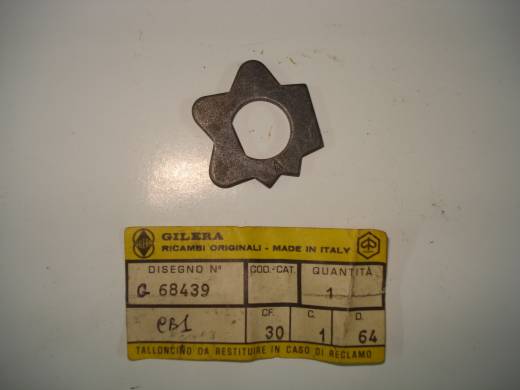 GILERA
RICAMBI ORIGINALI - MADE IN ITALY
DISEGNO N° COD.-CAT. QUANTITÀ
G 68439 1
CB1 CF. C. D.
30 1 64
TALLONCINO DA RESTITUIRE IN CASO DI RECLAMO